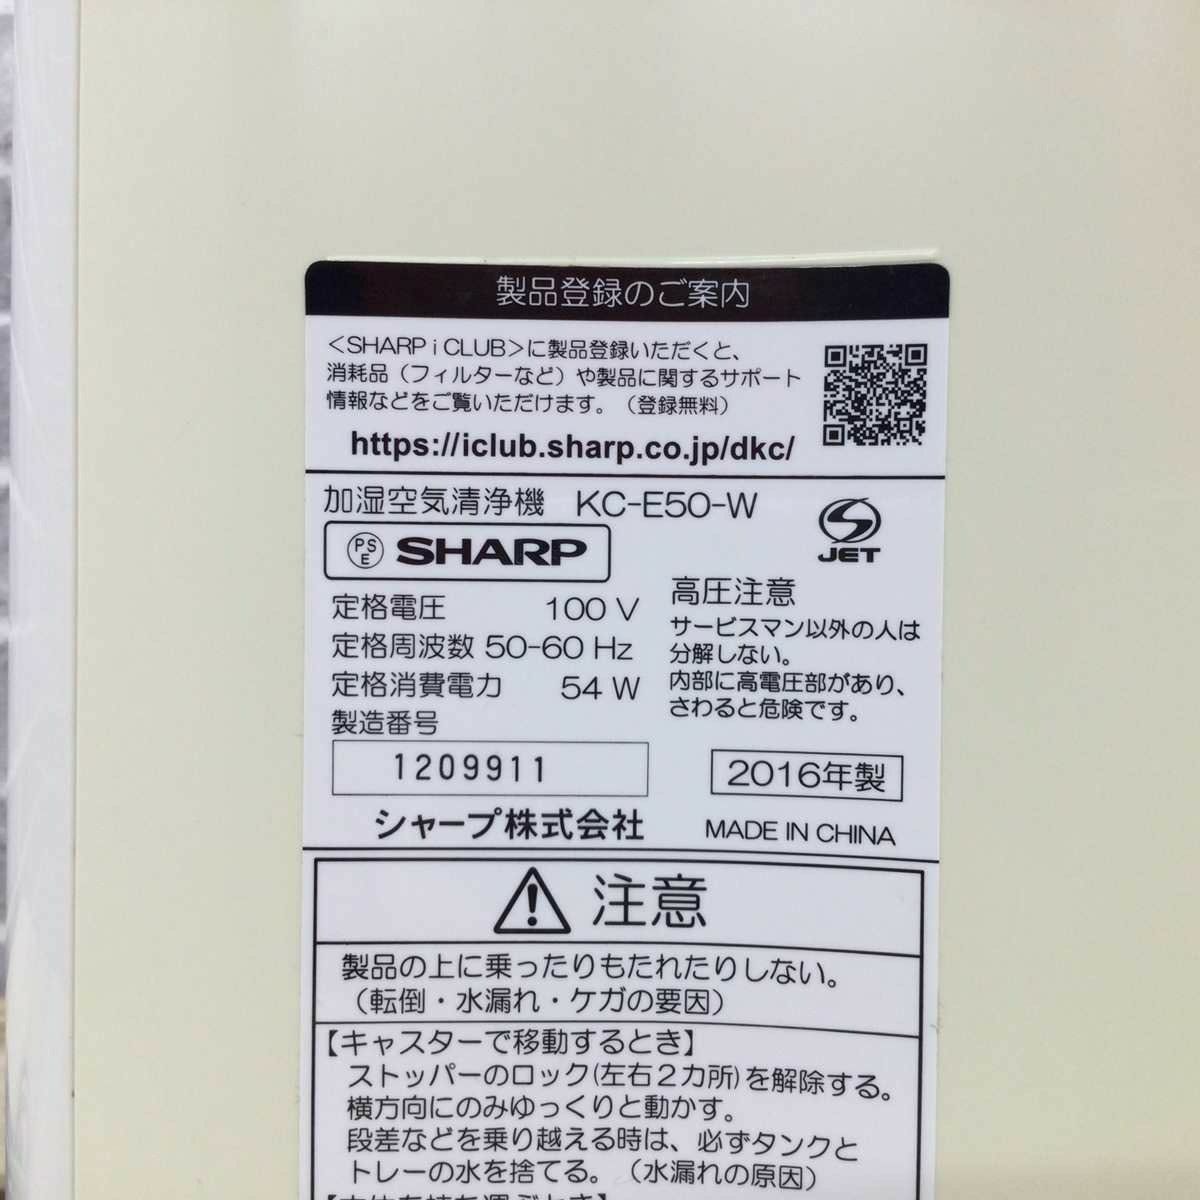 製品登録のご案内
<SHARP i CLUB>に製品登録いただくと、
消耗品(フィルターなど)や製品に関するサポート
情報などをご覧いただけます。(登録無料)
https://iclub.sharp.co.jp/dkc/
加湿空気清浄機 KC-E50-W
PSE SHARP
JET
定格電圧 100 V
定格周波数 50-60 Hz
定格消費電力 54 W
製造番号
1209911
シャープ株式会社
高圧注意
サービスマン以外の人は
分解しない。
内部に高電圧部があり、
さわると危険です。
2016年製
MADE IN CHINA
注意
製品の上に乗ったりもたれたりしない。
(転倒・水漏れ・ケガの要因)
【キャスターで移動するとき】
ストッパーのロック(左右2カ所)を解除する。
横方向にのみゆっくりと動かす。
段差などを乗り越える時は、必ずタンクと
トレーの水を捨てる。(水漏れの原因)